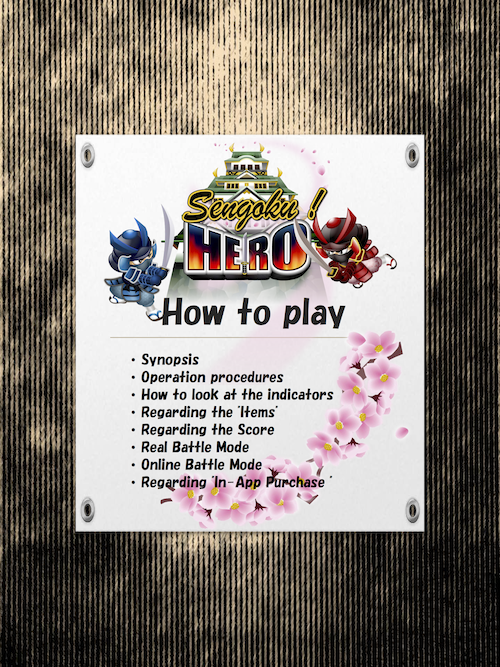 Sengoku!
HERO
How to play
・Synopsis
・Operation procedures
・How to look at the indicators
・Regarding the 'Items'
・Regarding the Score
・Real Battle Mode
・Online Battle Mode
・Regarding 'In-App Purchase '